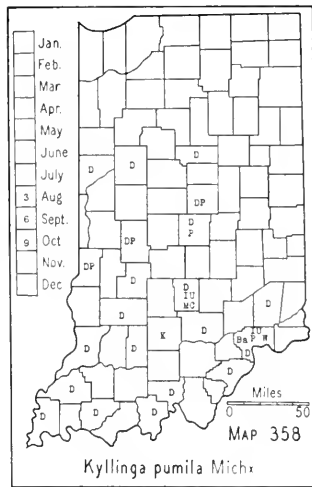 Jan.
Feb.
Mar
Apr.
May
June
July
3 Aug
6 Sept.
9 Oct
Nov.
Dec
D
D
D
DP
D
P
DP
DP
D
D
IU
MC
D
D
D
D
K
D
Ba
IU
P
W
D
D
D
D
D
D
D
D
Miles
0 50
MAP 358
Kyllinga pumila Michx